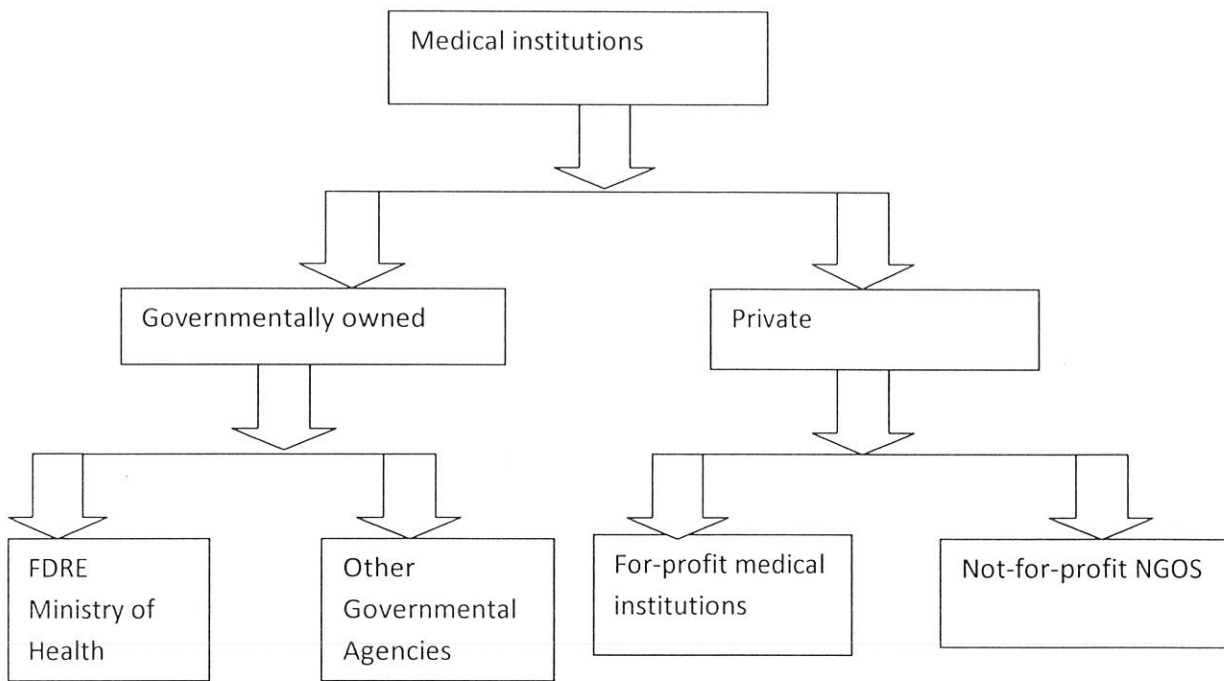 Medical institutions
Governmentally owned
Private
FDRE
Ministry of
Health
Other
Governmental
Agencies
For-profit medical
institutions
Not-for-profit NGOS